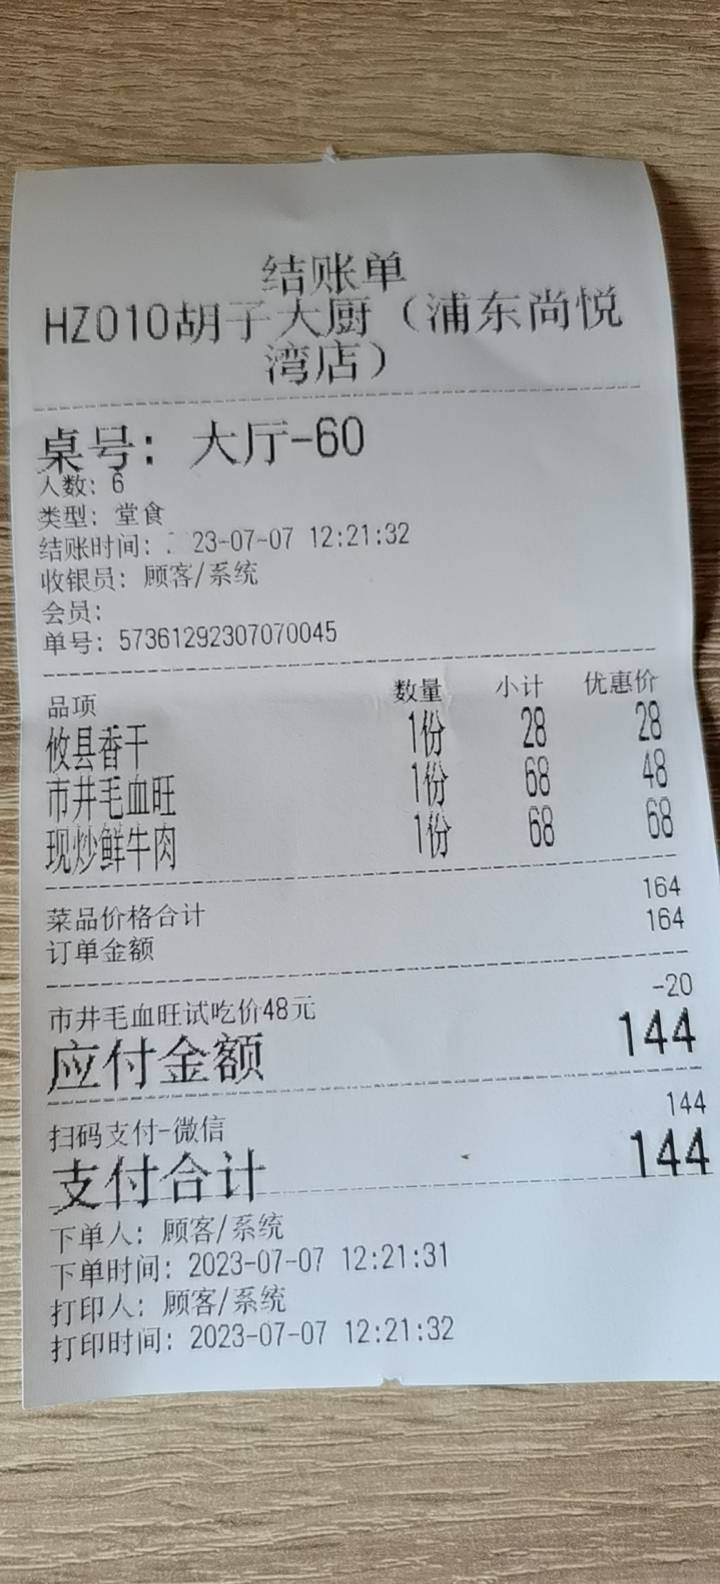 结账单
HZ010胡子大厨（浦东尚悦
湾店）
桌号：大厅-60
人数：6
类型：堂食
结账时间： 23-07-07 12:21:32
收银员：顾客/系统
会员：
单号：57361292307070045
品项 数量 小计 优惠价
攸县香干 1份 28 28
市井毛血旺 1份 68 48
现炒鲜牛肉 1份 68 68
菜品价格合计 164
订单金额 164
市井毛血旺试吃价48元 -20
应付金额 144
扫码支付-微信 144
支付合计 144
下单人：顾客/系统
下单时间：2023-07-07 12:21:31
打印人：顾客/系统
打印时间：2023-07-07 12:21:32